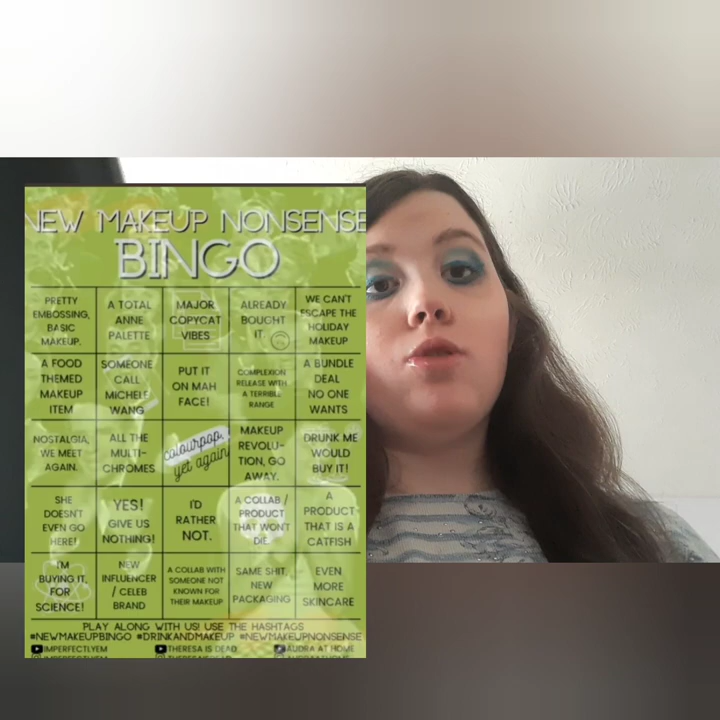 NEW MAKEUP NONSENSE
BINGO
PRETTY
EMBOSSING,
BASIC
MAKEUP.
A TOTAL
ANNE
PALETTE
MAJOR
COPYCAT
VIBES
ALREADY
BOUGHT
IT.
WE CAN'T
ESCAPE THE
HOLIDAY
MAKEUP
A FOOD
THEMED
MAKEUP
ITEM
SOMEONE
CALL
MICHELE
WANG
PUT IT
ON MAH
FACE!
COMPLEXION
RELEASE WITH
A TERRIBLE
RANGE
A BUNDLE
DEAL
NO ONE
WANTS
NOSTALGIA,
WE MEET
AGAIN.
ALL THE
MULTI-
CHROMES
colourpop,
yet again
MAKEUP
REVOLU-
TION, GO
AWAY.
DRUNK ME
WOULD
BUY IT!
SHE
DOESN'T
EVEN GO
HERE!
YES!
GIVE US
NOTHING!
I'D
RATHER
NOT.
A COLLAB /
PRODUCT
THAT WON'T
DIE.
A
PRODUCT
THAT IS A
CATFISH
I'M
BUYING IT,
FOR
SCIENCE!
NEW
INFLUENCER
/ CELEB
BRAND
A COLLAB WITH
SOMEONE NOT
KNOWN FOR
THEIR MAKEUP
SAME SHIT,
NEW
PACKAGING
EVEN
MORE
SKINCARE
PLAY ALONG WITH US! USE THE HASHTAGS
#NEWMAKEUPBINGO #DRINKANDMAKEUP #NEWMAKEUPNONSENSE
IMPERFECTLYEM THERESA IS DEAD AUDRA AT HOME